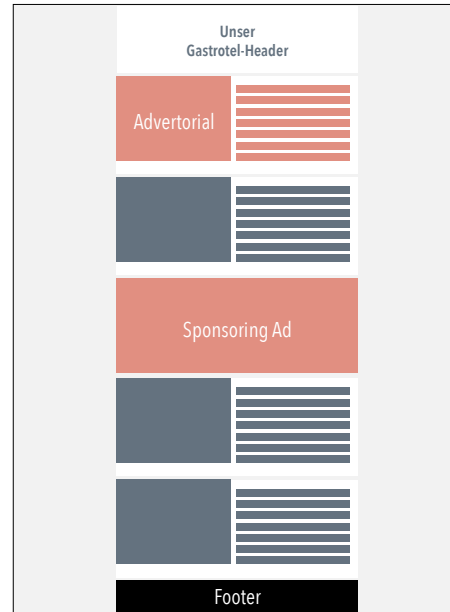 Unser
Gastrotel-Header
Advertorial
Sponsoring Ad
Footer